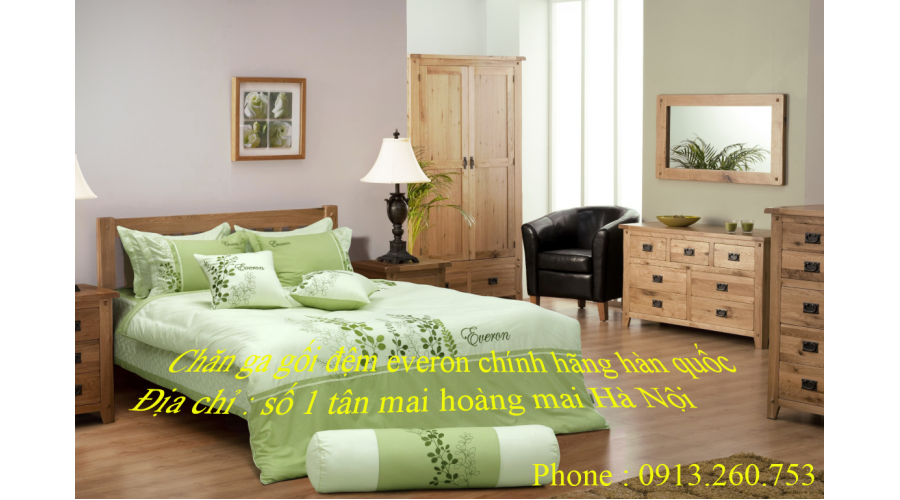 Everon
Everon
Everon
Everon
Chăn ga gối đệm everon chính hãng hàn quốc
Địa chỉ : số 1 tân mai hoàng mai Hà Nội
Phone : 0913.260.753